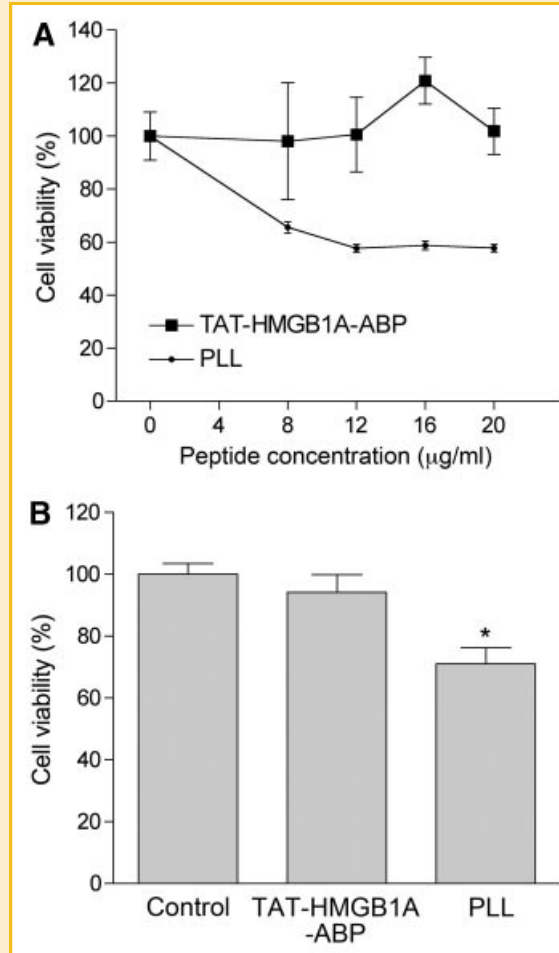 A
140
120
100
80
60
40
20
0
Cell viability (%)
TAT-HMGB1A-ABP
PLL
0 4 8 12 16 20
Peptide concentration (μg/ml)
B
120
100
80
60
40
20
0
Cell viability (%)
*
Control TAT-HMGB1A PLL
-ABP